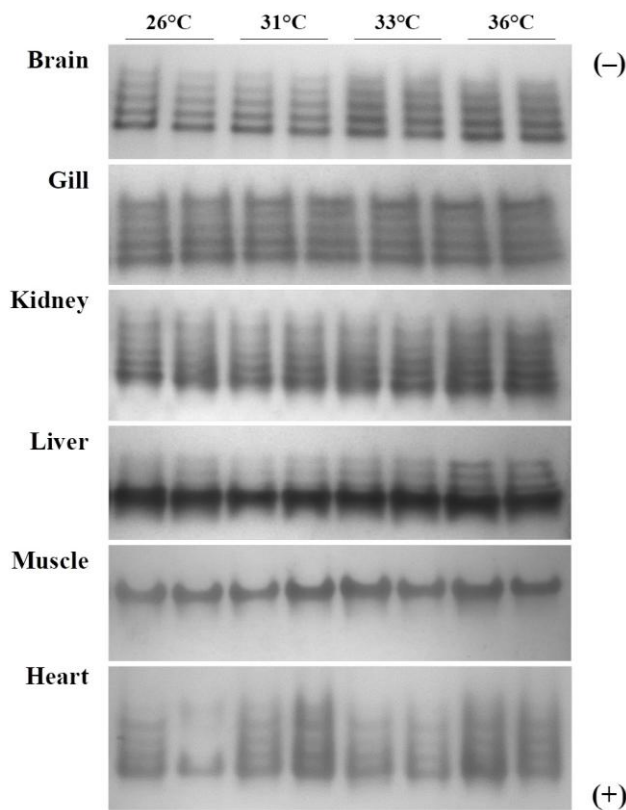 26°C 31°C 33°C 36°C
Brain (–)
Gill
Kidney
Liver
Muscle
Heart
(+)